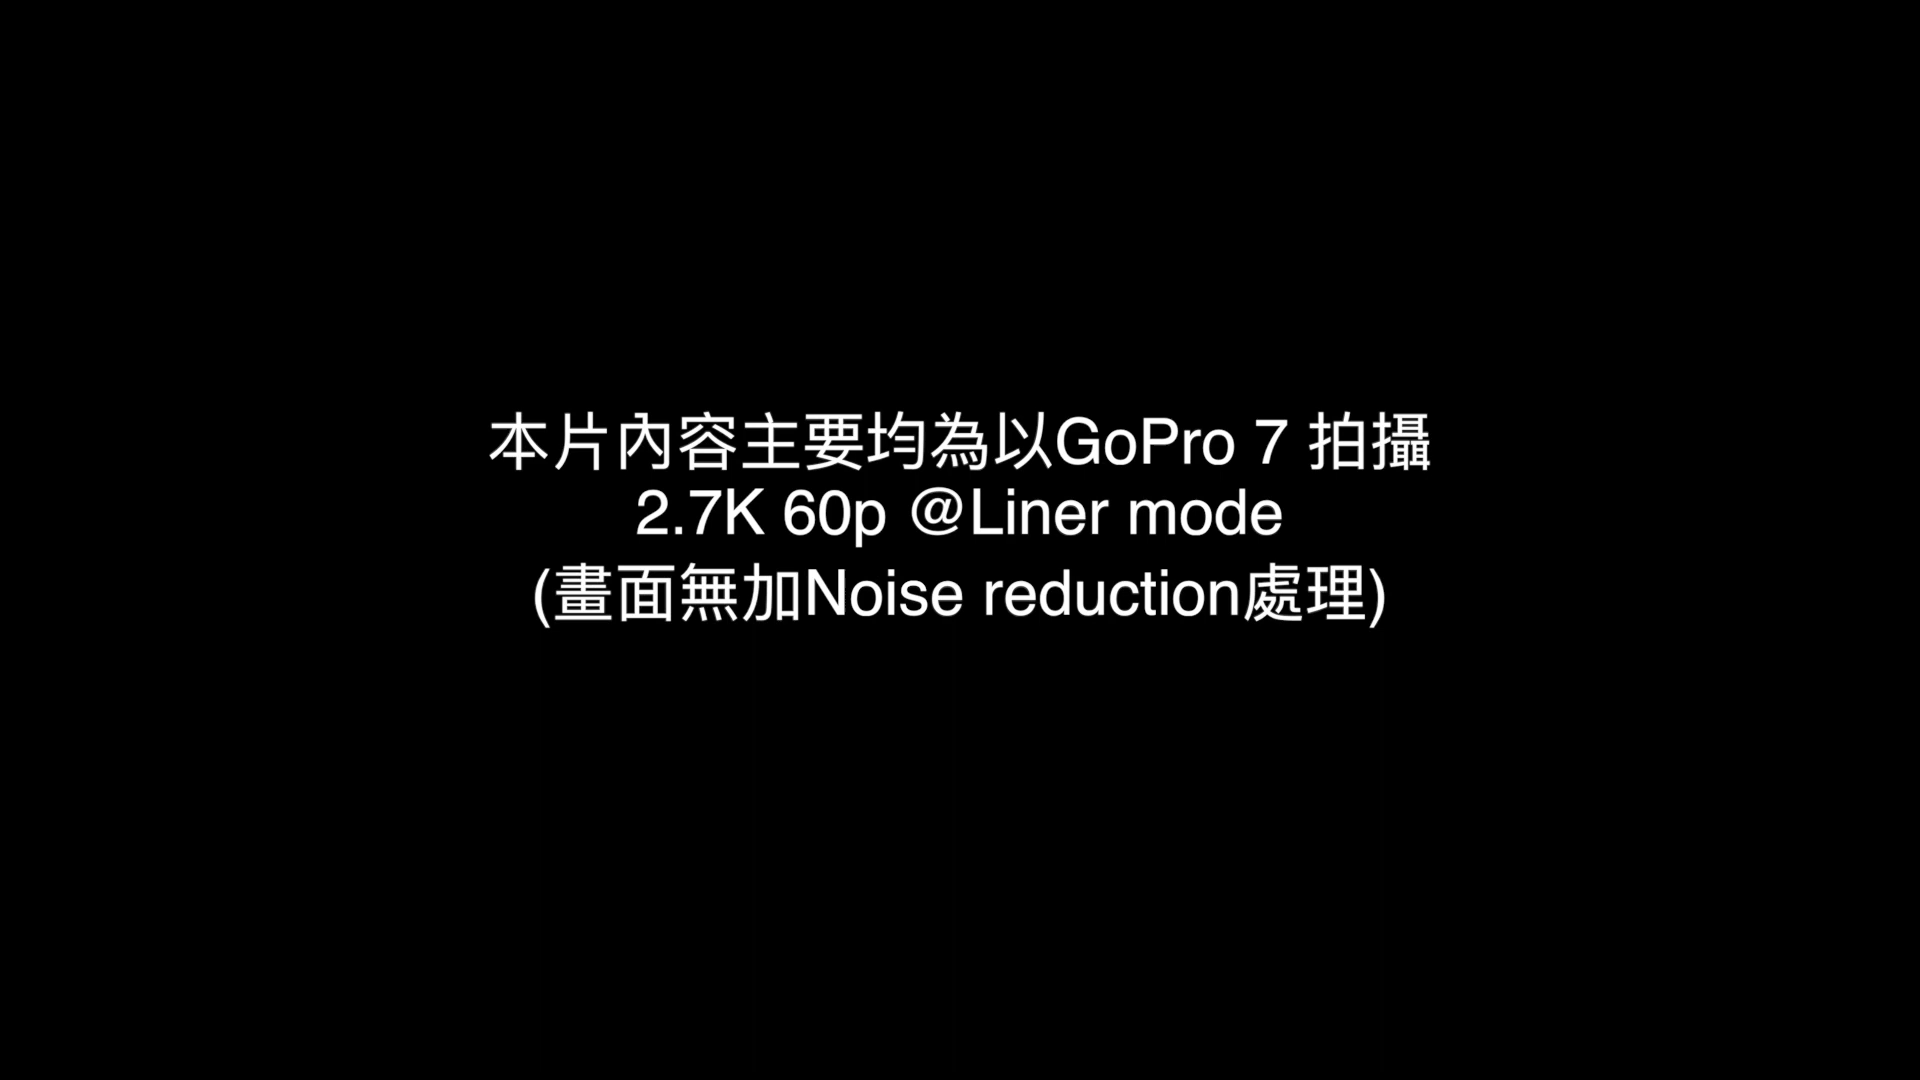 本片內容主要均為以GoPro 7 拍攝
2.7K 60p @Liner mode
(畫面無加Noise reduction處理)